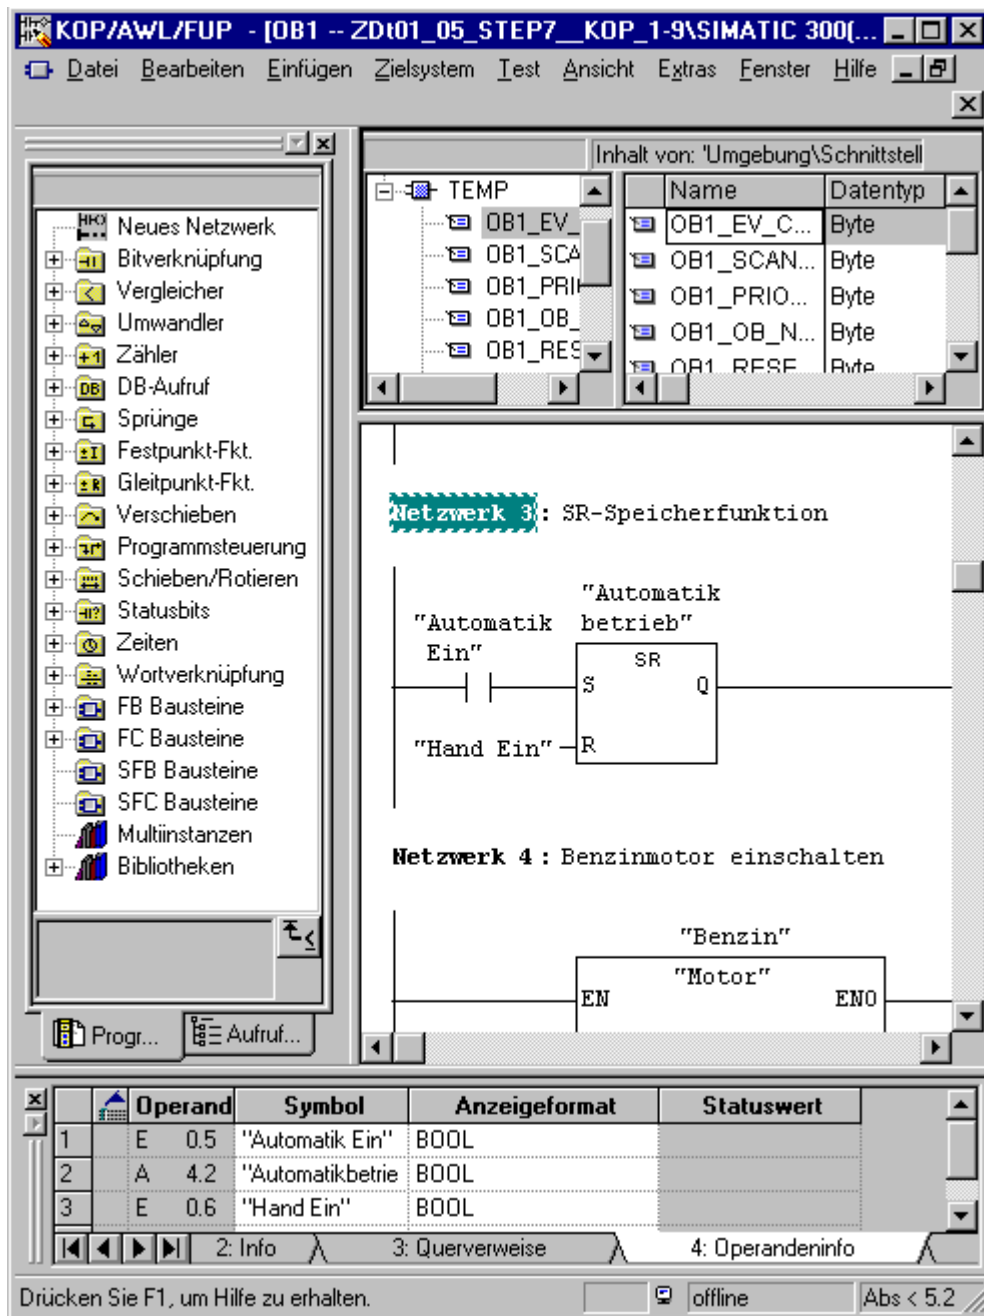 KOP/AWL/FUP - [OB1 -- ZDt01_05_STEP7__KOP_1-9\SIMATIC 300(...
Datei Bearbeiten Einfügen Zielsystem Test Ansicht Extras Fenster Hilfe
Neues Netzwerk
Bitverknüpfung
Vergleicher
Umwandler
Zähler
DB-Aufruf
Sprünge
Festpunkt-Fkt.
Gleitpunkt-Fkt.
Verschieben
Programmsteuerung
Schieben/Rotieren
Statusbits
Zeiten
Wortverknüpfung
FB Bausteine
FC Bausteine
SFB Bausteine
SFC Bausteine
Multiinstanzen
Bibliotheken
Progr... Aufruf...
Inhalt von: 'Umgebung\Schnittstell
TEMP
OB1_EV_
OB1_SCA
OB1_PRI
OB1_OB_
OB1_RES
Name Datentyp
OB1_EV_C... Byte
OB1_SCAN... Byte
OB1_PRIO... Byte
OB1_OB_N... Byte
OB1_RESE Byte
Netzwerk 3: SR-Speicherfunktion
"Automatik
betrieb"
"Automatik
Ein"
SR
S Q
"Hand Ein" R
Netzwerk 4: Benzinmotor einschalten
"Benzin"
"Motor"
EN ENO
Operand Symbol Anzeigeformat Statuswert
1 E 0.5 "Automatik Ein" BOOL
2 A 4.2 "Automatikbetrie BOOL
3 E 0.6 "Hand Ein" BOOL
2: Info 3: Querverweise 4: Operandeninfo
Drücken Sie F1, um Hilfe zu erhalten. offline Abs < 5.2